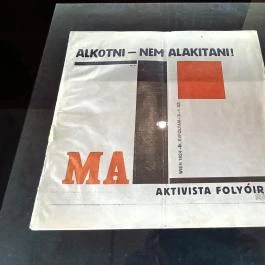 ALKOTNI — NEM ALAKITANI!
MA
AKTIVISTA FOLYÓIR